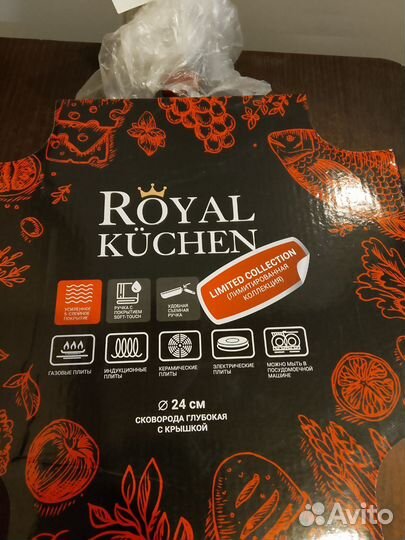 ROYAL
KÜCHEN
LIMITED COLLECTION
(ЛИМИТИРОВАННАЯ
КОЛЛЕКЦИЯ)
УСИЛЕННОЕ
5-СЛОЙНОЕ
ПОКРЫТИЕ
РУЧКА С
ПОКРЫТИЕМ
SOFT-TOUCH
УДОБНАЯ
СЪЕМНАЯ
РУЧКА
ГАЗОВЫЕ ПЛИТЫ
ИНДУКЦИОННЫЕ
ПЛИТЫ
КЕРАМИЧЕСКИЕ
ПЛИТЫ
ЭЛЕКТРИЧЕСКИЕ
ПЛИТЫ
МОЖНО МЫТЬ В
ПОСУДОМОЕЧНОЙ
МАШИНЕ
Ø 24 СМ
СКОВОРОДА ГЛУБОКАЯ
С КРЫШКОЙ
Avito